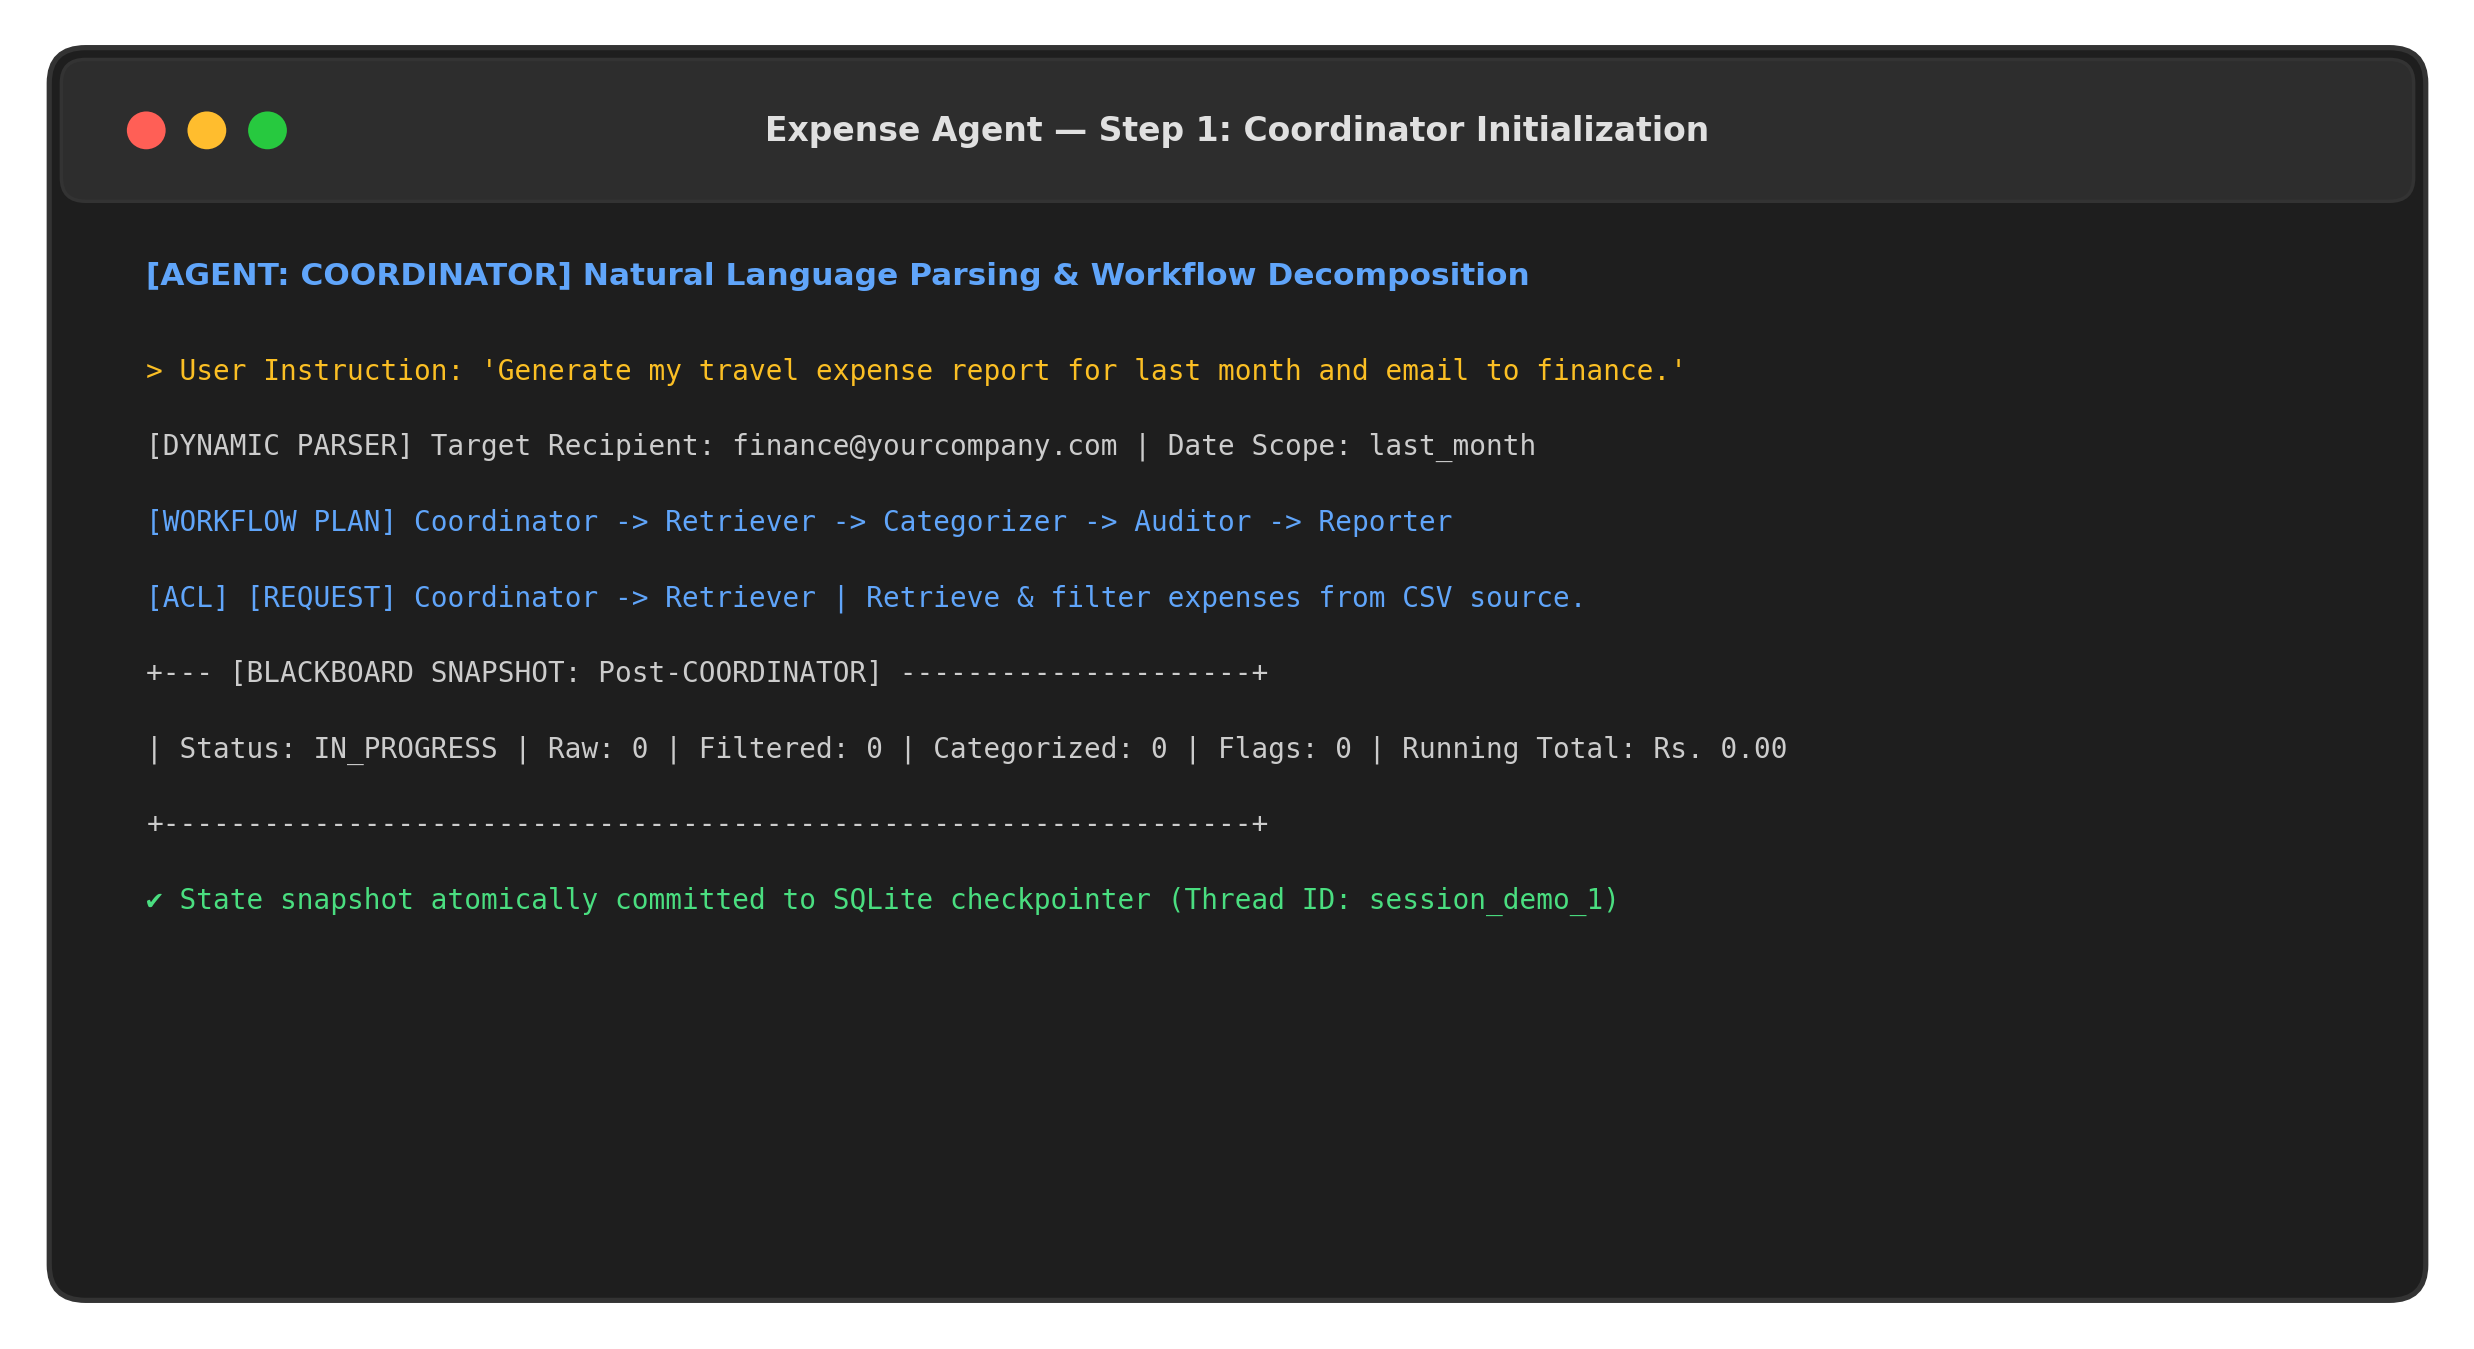 Expense Agent — Step 1: Coordinator Initialization
[AGENT: COORDINATOR] Natural Language Parsing & Workflow Decomposition
> User Instruction: 'Generate my travel expense report for last month and email to finance.'
[DYNAMIC PARSER] Target Recipient: finance@yourcompany.com | Date Scope: last_month
[WORKFLOW PLAN] Coordinator -> Retriever -> Categorizer -> Auditor -> Reporter
[ACL] [REQUEST] Coordinator -> Retriever | Retrieve & filter expenses from CSV source.
+--- [BLACKBOARD SNAPSHOT: Post-COORDINATOR] ---------------------+
| Status: IN_PROGRESS | Raw: 0 | Filtered: 0 | Categorized: 0 | Flags: 0 | Running Total: Rs. 0.00
+-----------------------------------------------------------------+
✔ State snapshot atomically committed to SQLite checkpointer (Thread ID: session_demo_1)